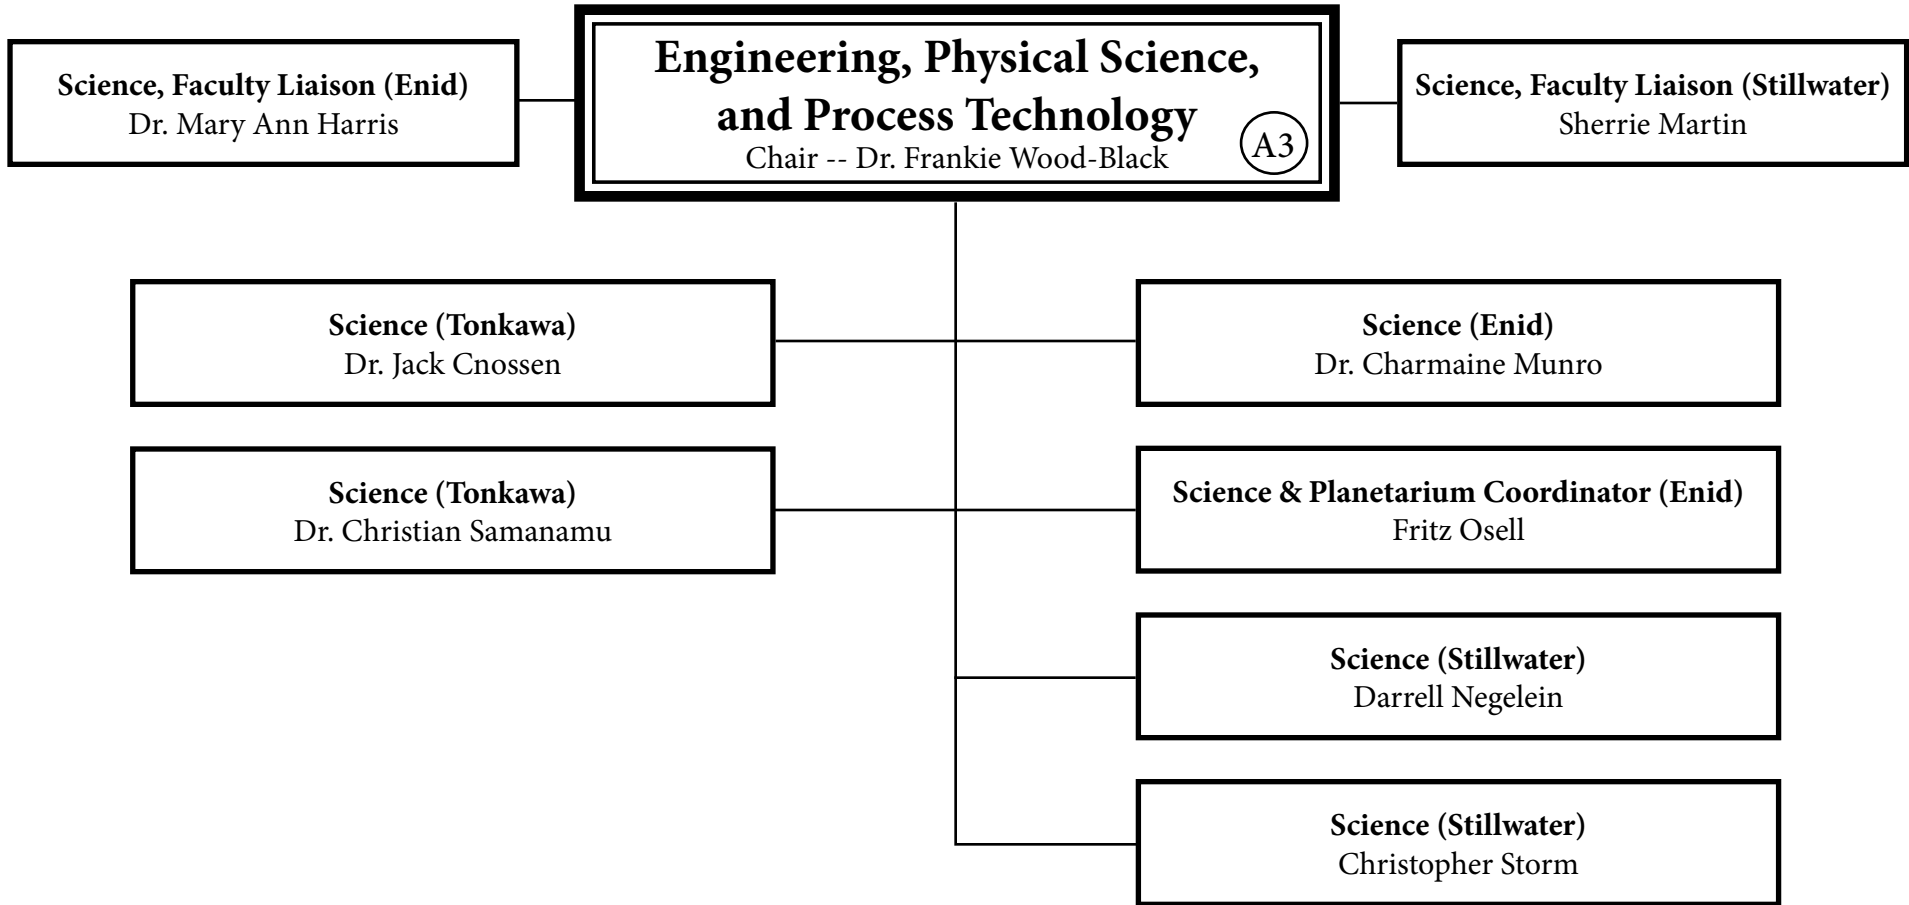 Science, Faculty Liaison (Enid)
Dr. Mary Ann Harris
Engineering, Physical Science,
and Process Technology
Chair -- Dr. Frankie Wood-Black
A3
Science, Faculty Liaison (Stillwater)
Sherrie Martin
Science (Tonkawa)
Dr. Jack Cnossen
Science (Enid)
Dr. Charmaine Munro
Science (Tonkawa)
Dr. Christian Samanamu
Science & Planetarium Coordinator (Enid)
Fritz Osell
Science (Stillwater)
Darrell Negelein
Science (Stillwater)
Christopher Storm